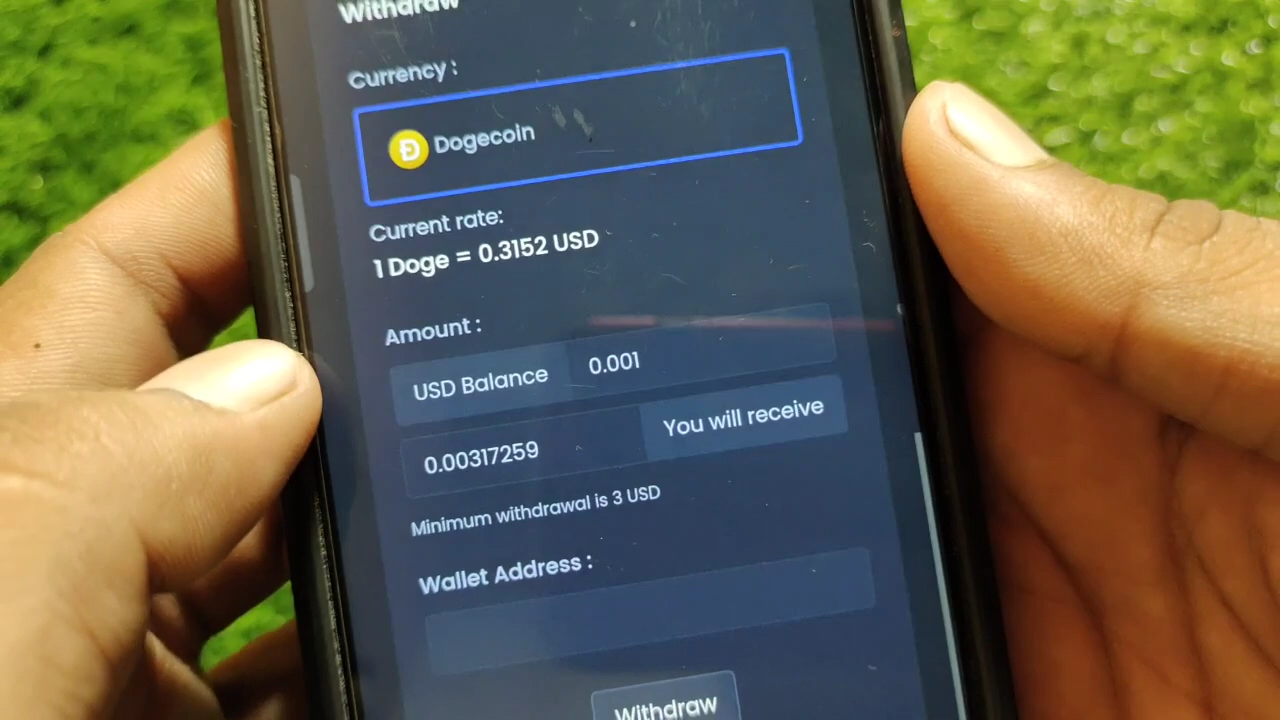 Withdraw
Currency :
Dogecoin
Current rate:
1 Doge = 0.3152 USD
Amount :
USD Balance 0.001
0.00317259 You will receive
Minimum withdrawal is 3 USD
Wallet Address :
Withdraw